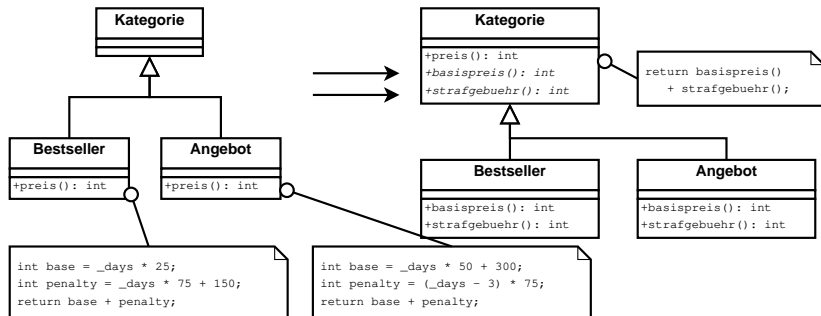 Kategorie
Bestseller
+preis(): int
Angebot
+preis(): int
int base = _days * 25;
int penalty = _days * 75 + 150;
return base + penalty;
int base = _days * 50 + 300;
int penalty = (_days - 3) * 75;
return base + penalty;
Kategorie
+preis(): int
+basispreis(): int
+strafgebuehr(): int
return basispreis()
+ strafgebuehr();
Bestseller
+basispreis(): int
+strafgebuehr(): int
Angebot
+basispreis(): int
+strafgebuehr(): int